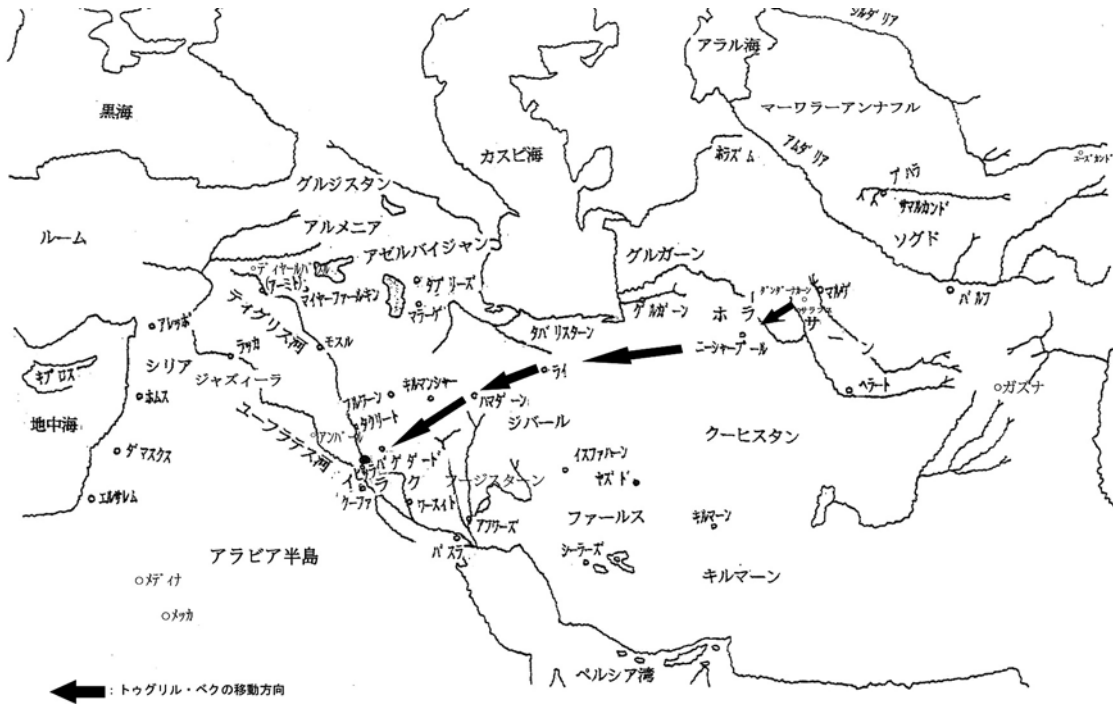 シルダリア
アラル海
黒海
マーワラーアンナフル
カスピ海
アムダリア
ホラズム
ユーズカンド
ブハラ
サマルカンド
グルジスタン
アルメニア
ルーム
ソグド
アゼルバイジャン
グルガーン
(アーミド)
マイヤーファールキン
タブリーズ
マラーゲ
ダンダーナカーン
マルヴ
サラフス
バルフ
ゲルガーン
ホラーサーン
タバリスターン
ティグリス河
アレッポ
モスル
ニーシャープール
シリア
ラッカ
ジャズィーラ
キプロス
ライ
ヘラート
ガズナ
ホムス
キルマンシャー
ハマダーン
ジバール
クーヒスタン
地中海
タクリート
アンバール
ユーフラテス河
ダマスクス
バグダード
イラク
フージスターン
イスファハーン
ヤズド
エルサレム
クーファ
ワースイト
アフワーズ
ファールス
キルマーン
バスラ
シーラーズ
アラビア半島
キルマーン
メディナ
メッカ
ペルシア湾
：トゥグリル・ベクの移動方向